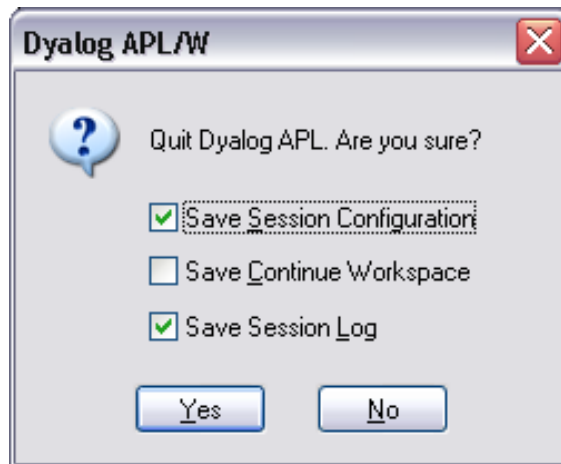 Dyalog APL/W
Quit Dyalog APL. Are you sure?
Save Session Configuration
Save Continue Workspace
Save Session Log
Yes No